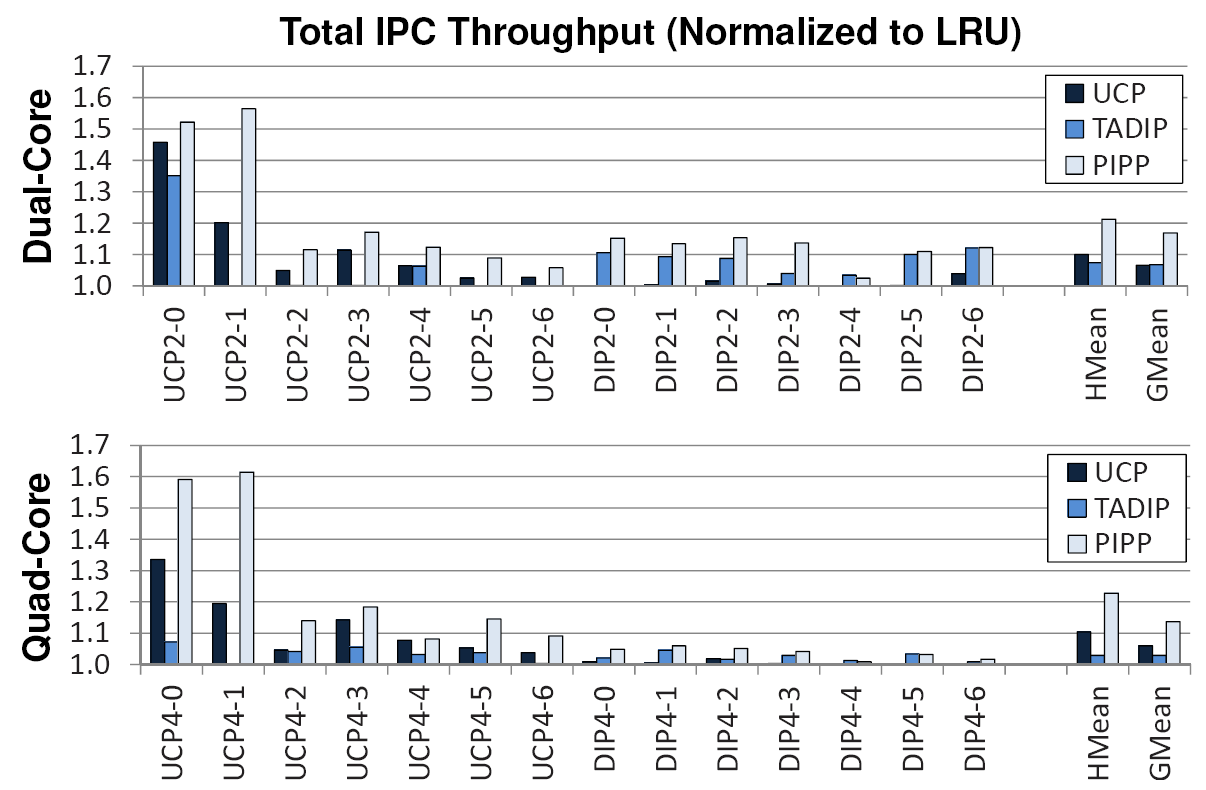 Total IPC Throughput (Normalized to LRU)
Dual-Core
1.7
1.6
1.5
1.4
1.3
1.2
1.1
1.0
UCP
TADIP
PIPP
UCP2-0
UCP2-1
UCP2-2
UCP2-3
UCP2-4
UCP2-5
UCP2-6
DIP2-0
DIP2-1
DIP2-2
DIP2-3
DIP2-4
DIP2-5
DIP2-6
HMean
GMean
Quad-Core
1.7
1.6
1.5
1.4
1.3
1.2
1.1
1.0
UCP
TADIP
PIPP
UCP4-0
UCP4-1
UCP4-2
UCP4-3
UCP4-4
UCP4-5
UCP4-6
DIP4-0
DIP4-1
DIP4-2
DIP4-3
DIP4-4
DIP4-5
DIP4-6
HMean
GMean